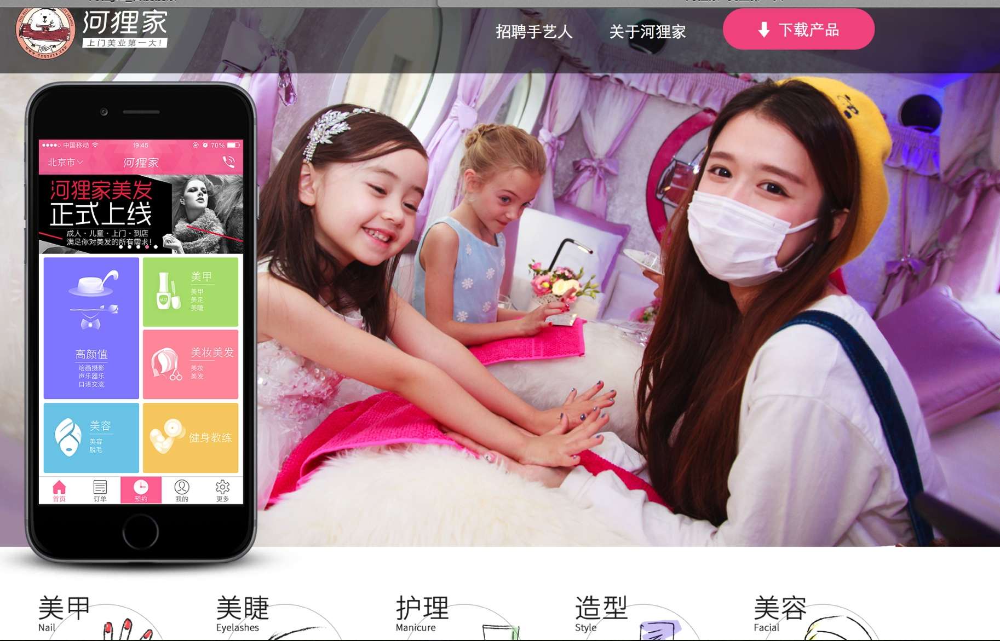 河狸家
上门美业第一大!
WWW.HELIJIA.COM
招聘手艺人
关于河狸家
下载产品
中国移动
19:45
70%
北京市
河狸家
河狸家美发
正式上线
成人·儿童·上门·到店
满足你对美发的所有需求!
高颜值
绘画摄影
声乐器乐
口语交流
美甲
美甲
美足
美睫
美妆美发
美妆
美发
美容
美容
脱毛
健身教练
首页
订单
预约
我的
更多
美甲
Nail
美睫
Eyelashes
护理
Manicure
造型
Style
美容
Facial